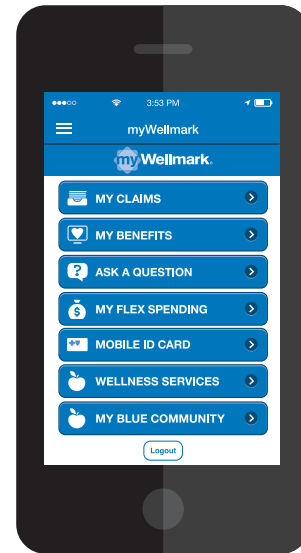 3:53 PM
myWellmark
myWellmark®
MY CLAIMS
MY BENEFITS
? ASK A QUESTION
$ MY FLEX SPENDING
MOBILE ID CARD
WELLNESS SERVICES
MY BLUE COMMUNITY
Logout